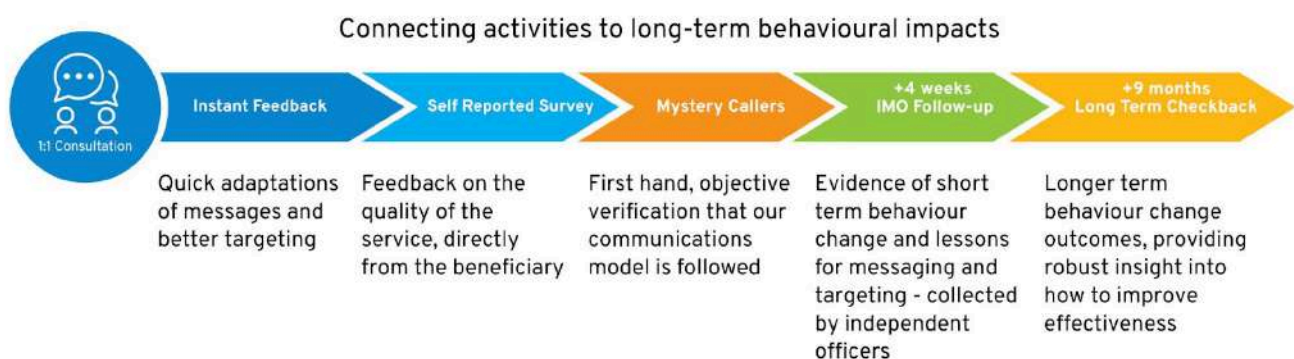 Connecting activities to long-term behavioural impacts
1:1 Consultation
Instant Feedback
Self Reported Survey
Mystery Callers
+4 weeks
IMO Follow-up
+9 months
Long Term Checkback
Quick adaptations
of messages and
better targeting
Feedback on the
quality of the
service, directly
from the beneficiary
First hand, objective
verification that our
communications
model is followed
Evidence of short
term behaviour
change and lessons
for messaging and
targeting - collected
by independent
officers
Longer term
behaviour change
outcomes, providing
robust insight into
how to improve
effectiveness